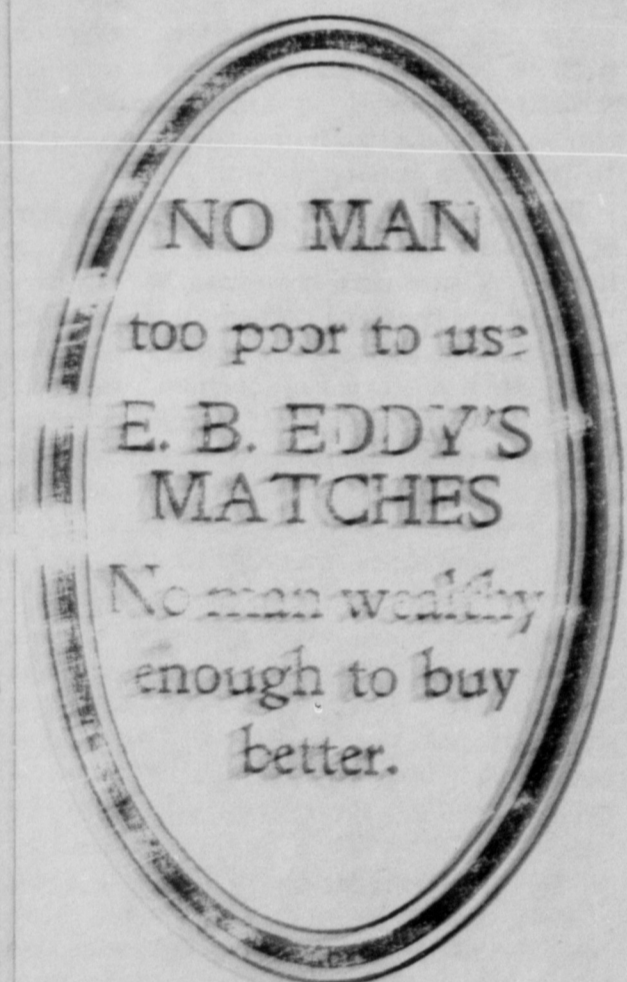 NO MAN
too poor to use
E. B. EDDY'S
MATCHES
No man wealthy
enough to buy
better.